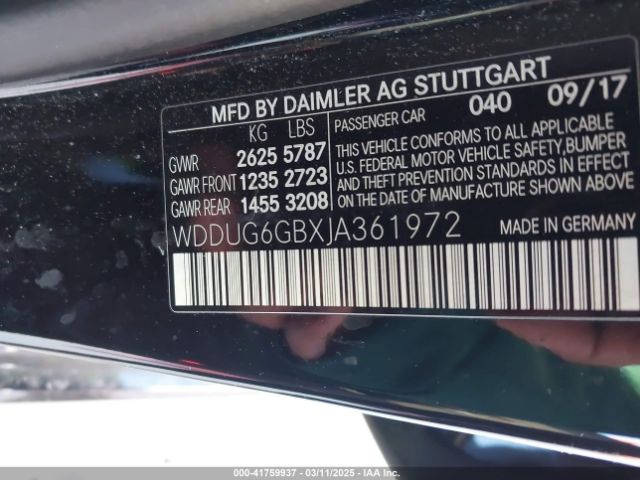 MFD BY DAIMLER AG STUTTGART
KG LBS
GVWR 2625 5787
GAWR FRONT 1235 2723
GAWR REAR 1455 3208
PASSENGER CAR 040 09/17
THIS VEHICLE CONFORMS TO ALL APPLICABLE
U.S. FEDERAL MOTOR VEHICLE SAFETY,BUMPER
AND THEFT PREVENTION STANDARDS IN EFFECT
ON THE DATE OF MANUFACTURE SHOWN ABOVE
WDDUG6GBXJA361972 MADE IN GERMANY
000-41759937 - 03/11/2025 - IAA Inc.